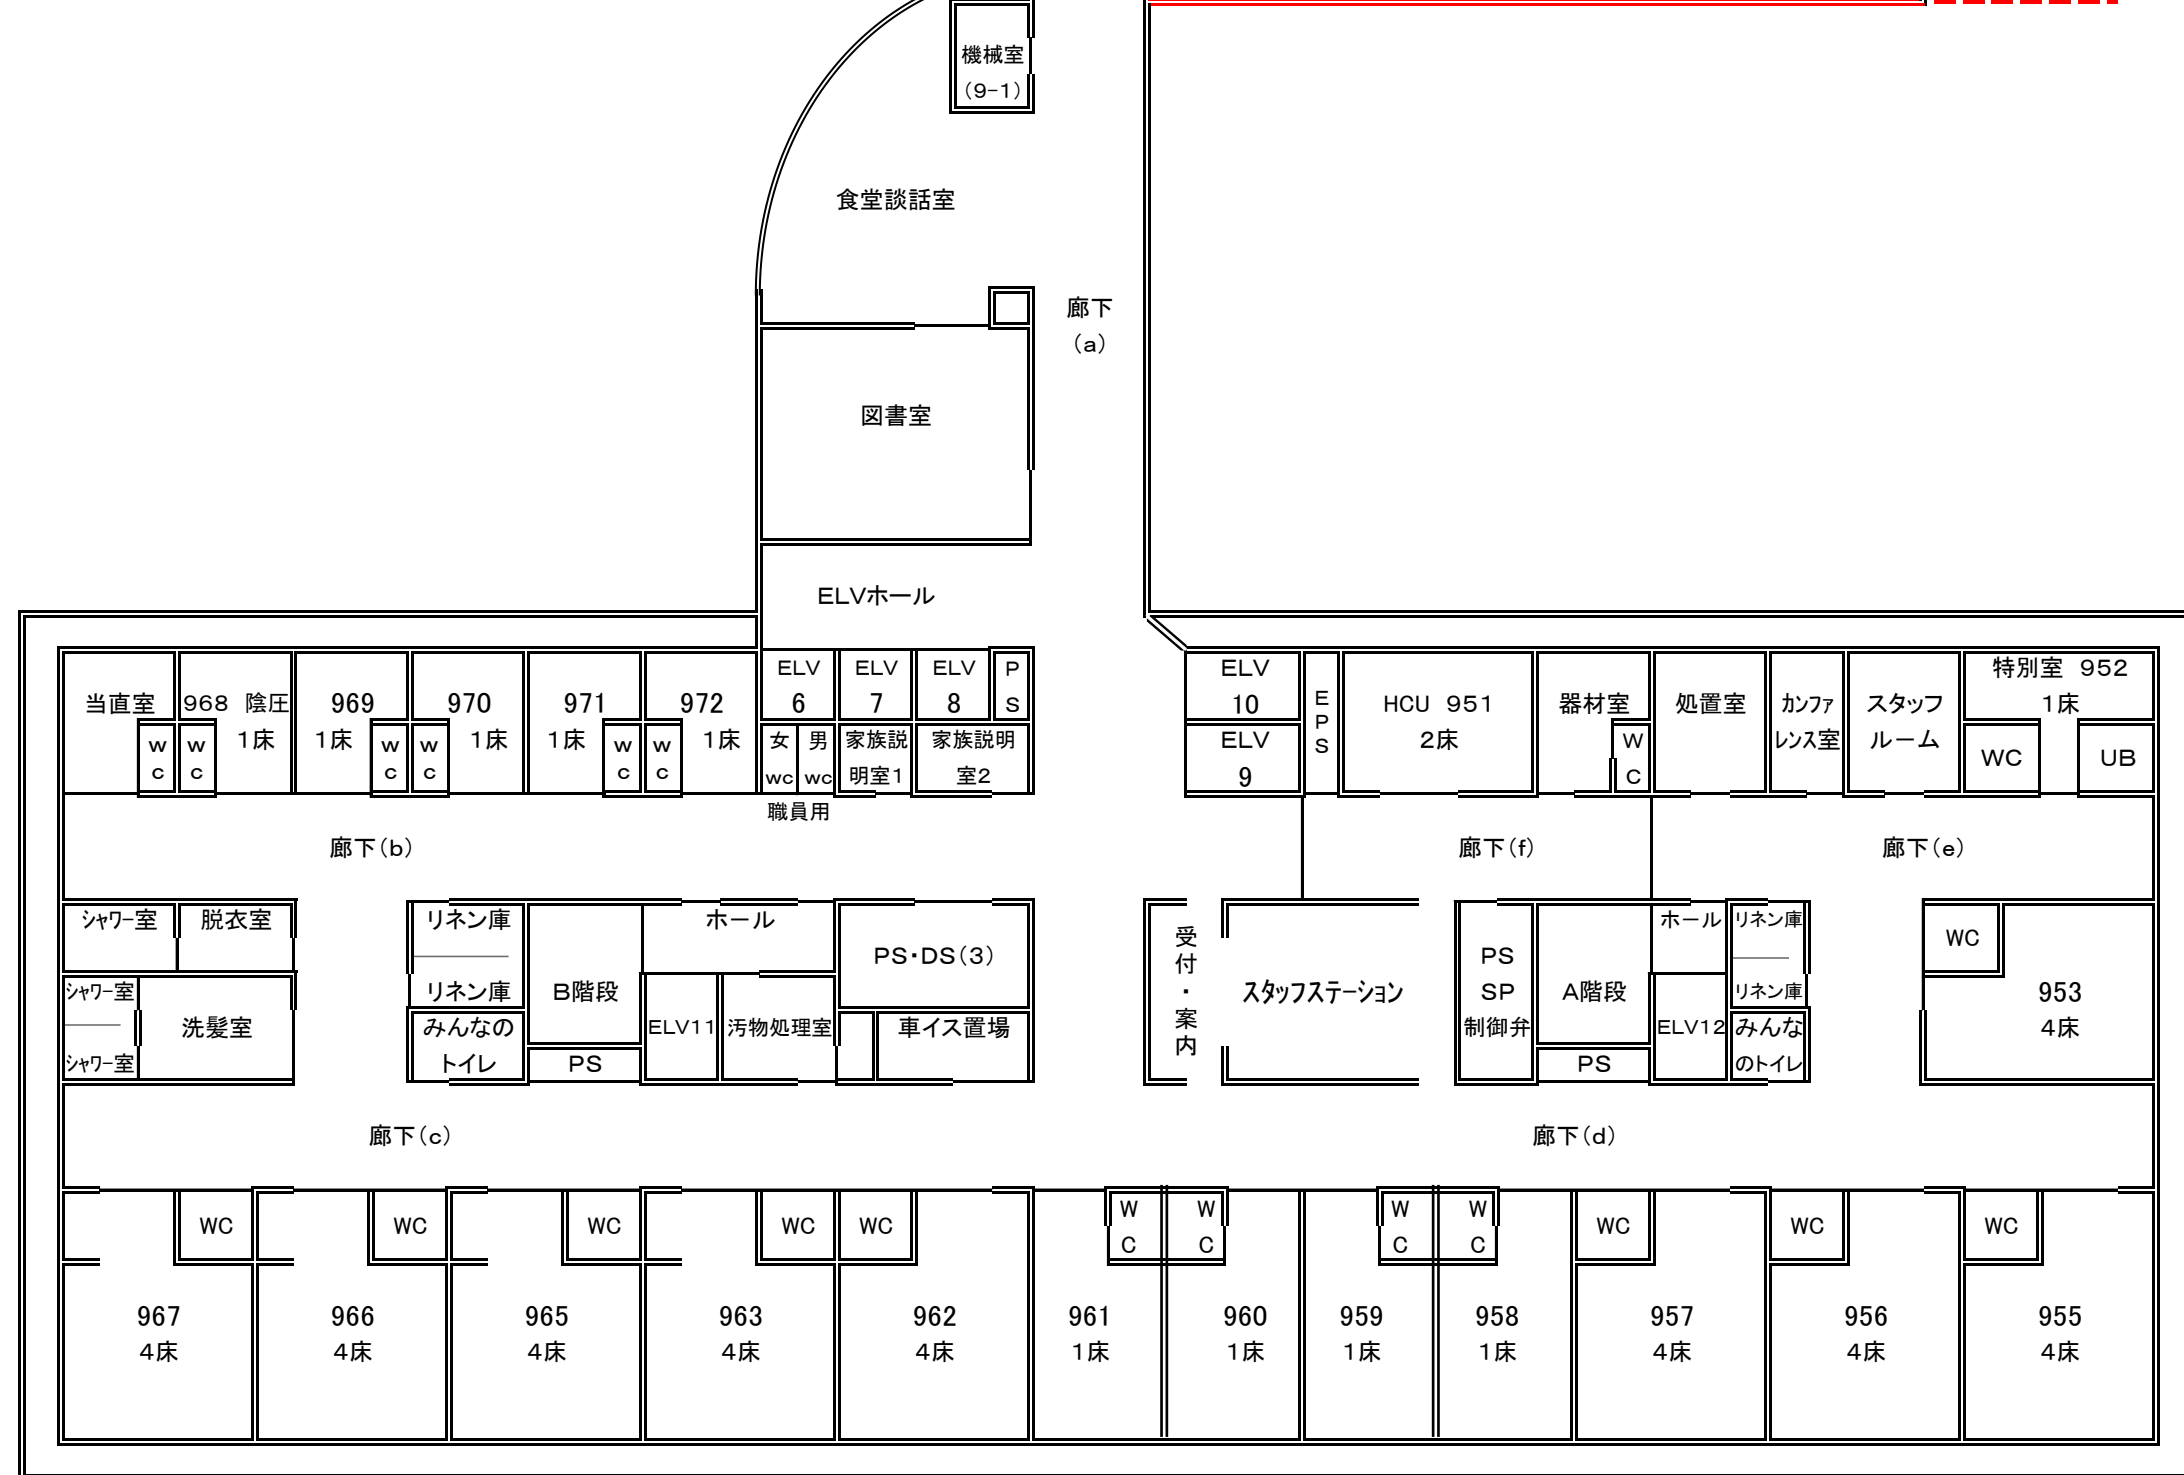 機械室
（9-1）
食堂談話室
廊下
（a）
図書室
ELVホール
当直室
wc
968 陰圧
1床
wc
969
1床
wc
970
1床
wc
971
1床
wc
972
1床
wc
ELV
6
ELV
7
ELV
8
PS
女
wc
男
wc
職員用
家族説
明室1
家族説明
室2
ELV
10
ELV
9
EPS
HCU 951
2床
器材室
WC
処置室
ｶﾝﾌｧ
ﾚﾝｽ室
スタッフ
ルーム
特別室 952
1床
WC
UB
廊下（b）
廊下（f）
廊下（e）
ｼｬﾜｰ室
脱衣室
ｼｬﾜｰ室
ｼｬﾜｰ室
洗髪室
リネン庫
リネン庫
みんなの
トイレ
B階段
PS
ホール
ELV11
汚物処理室
PS・DS（3）
車イス置場
受付・案内
ｽﾀｯﾌｽﾃｰｼｮﾝ
PS
SP
制御弁
A階段
PS
ホール
ELV12
リネン庫
リネン庫
みんな
のトイレ
WC
953
4床
廊下（c）
廊下（d）
WC
967
4床
WC
966
4床
WC
965
4床
WC
963
4床
WC
962
4床
WC
961
1床
WC
960
1床
WC
959
1床
WC
958
1床
WC
957
4床
WC
956
4床
WC
955
4床